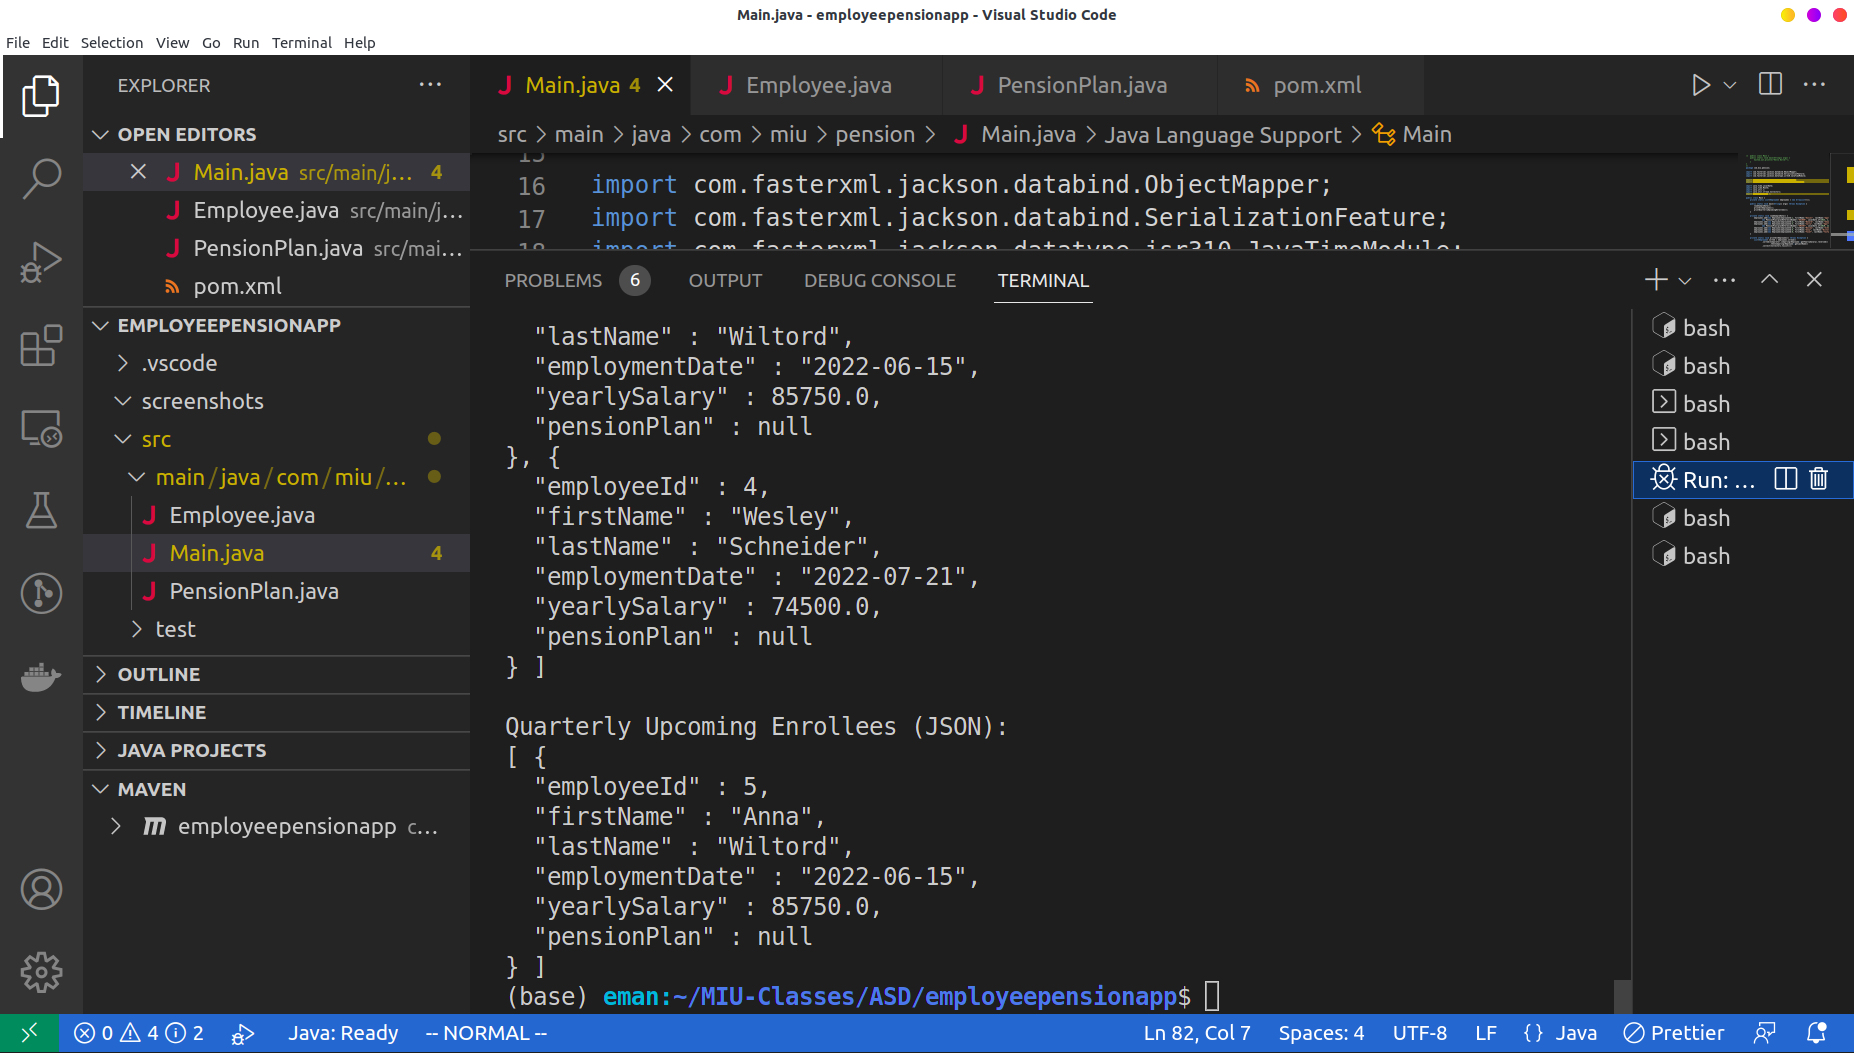 Main.java - employeepensionapp - Visual Studio Code
File Edit Selection View Go Run Terminal Help
EXPLORER
OPEN EDITORS
Main.java src/main/j... 4
Employee.java src/main/j...
PensionPlan.java src/mai...
pom.xml
EMPLOYEEPENSIONAPP
.vscode
screenshots
src
main/java/com/miu/...
Employee.java
Main.java 4
PensionPlan.java
test
OUTLINE
TIMELINE
JAVA PROJECTS
MAVEN
employeepensionapp c...
Main.java 4 Employee.java PensionPlan.java pom.xml
src > main > java > com > miu > pension > Main.java > Java Language Support > Main
15
16 import com.fasterxml.jackson.databind.ObjectMapper;
17 import com.fasterxml.jackson.databind.SerializationFeature;
18 import com.fasterxml.jackson.datatype.jsr310.JavaTimeModule;
PROBLEMS 6 OUTPUT DEBUG CONSOLE TERMINAL
"lastName" : "Wiltord",
"employmentDate" : "2022-06-15",
"yearlySalary" : 85750.0,
"pensionPlan" : null
}, {
"employeeId" : 4,
"firstName" : "Wesley",
"lastName" : "Schneider",
"employmentDate" : "2022-07-21",
"yearlySalary" : 74500.0,
"pensionPlan" : null
} ]
Quarterly Upcoming Enrollees (JSON):
[ {
"employeeId" : 5,
"firstName" : "Anna",
"lastName" : "Wiltord",
"employmentDate" : "2022-06-15",
"yearlySalary" : 85750.0,
"pensionPlan" : null
} ]
(base) eman:~/MIU-Classes/ASD/employeepensionapp$
bash
bash
bash
bash
Run: ...
bash
bash
0 4 2 Java: Ready -- NORMAL -- Ln 82, Col 7 Spaces: 4 UTF-8 LF {} Java Prettier